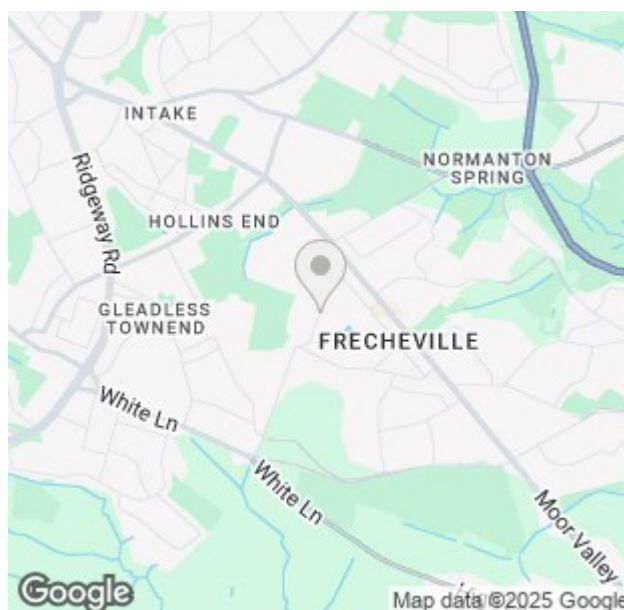 INTAKE
NORMANTON
SPRING
Ridgeway Rd
HOLLINS END
GLEADLESS
TOWNEND
FRECHEVILLE
White Ln
White Ln
Moor Valley
Google
Map data ©2025 Google